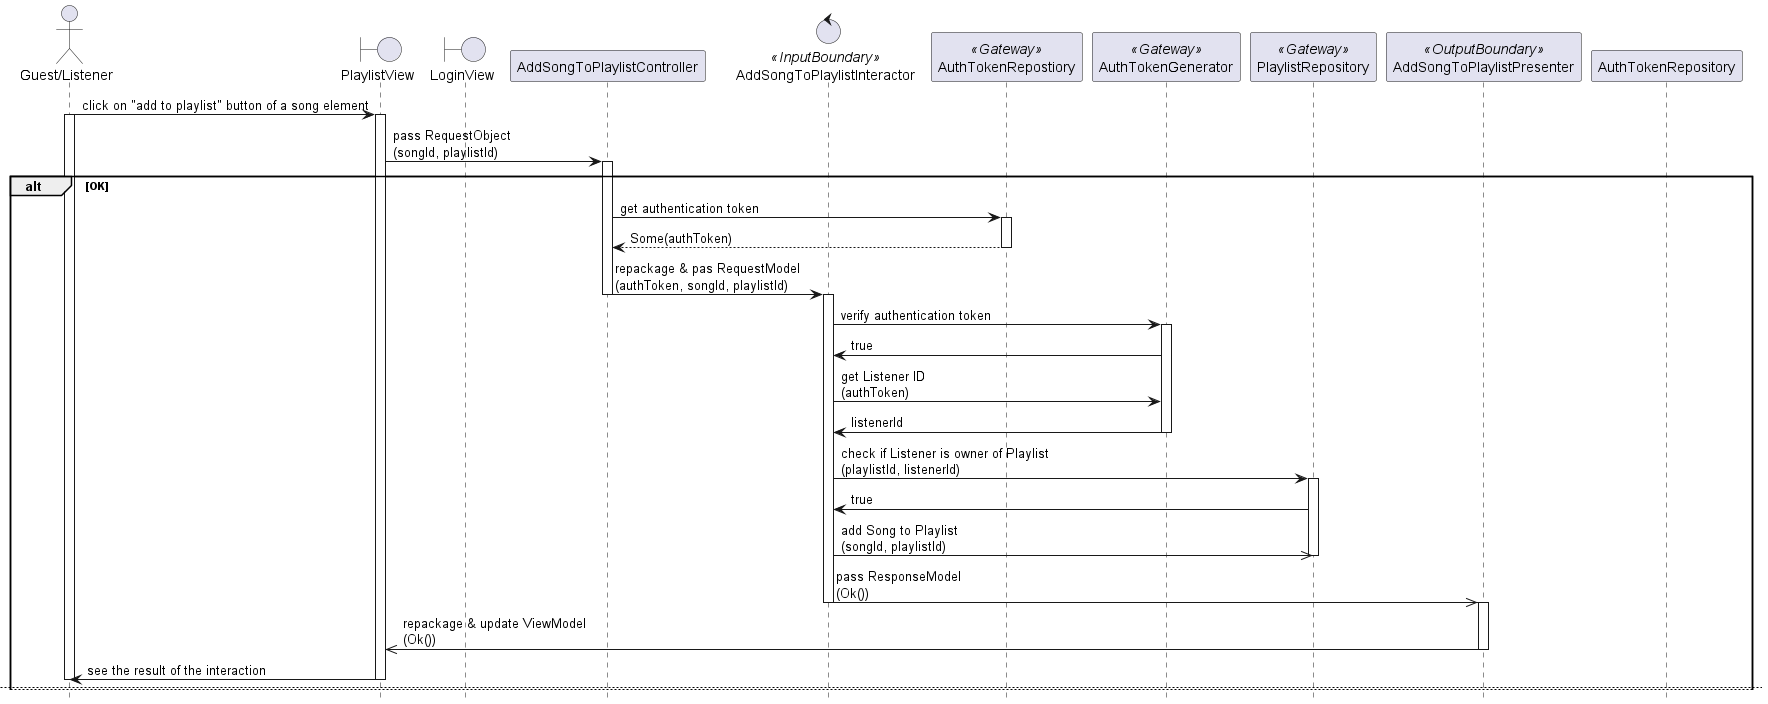 Guest/Listener
PlaylistView
LoginView
AddSongToPlaylistController
«InputBoundary»
AddSongToPlaylistInteractor
«Gateway»
AuthTokenRepostiory
«Gateway»
AuthTokenGenerator
«Gateway»
PlaylistRepository
«OutputBoundary»
AddSongToPlaylistPresenter
AuthTokenRepository
click on "add to playlist" button of a song element
pass RequestObject
(songId, playlistId)
alt [OK]
get authentication token
Some(authToken)
repackage & pas RequestModel
(authToken, songId, playlistId)
verify authentication token
true
get Listener ID
(authToken)
listenerId
check if Listener is owner of Playlist
(playlistId, listenerId)
true
add Song to Playlist
(songId, playlistId)
pass ResponseModel
(Ok())
repackage & update ViewModel
(Ok())
see the result of the interaction